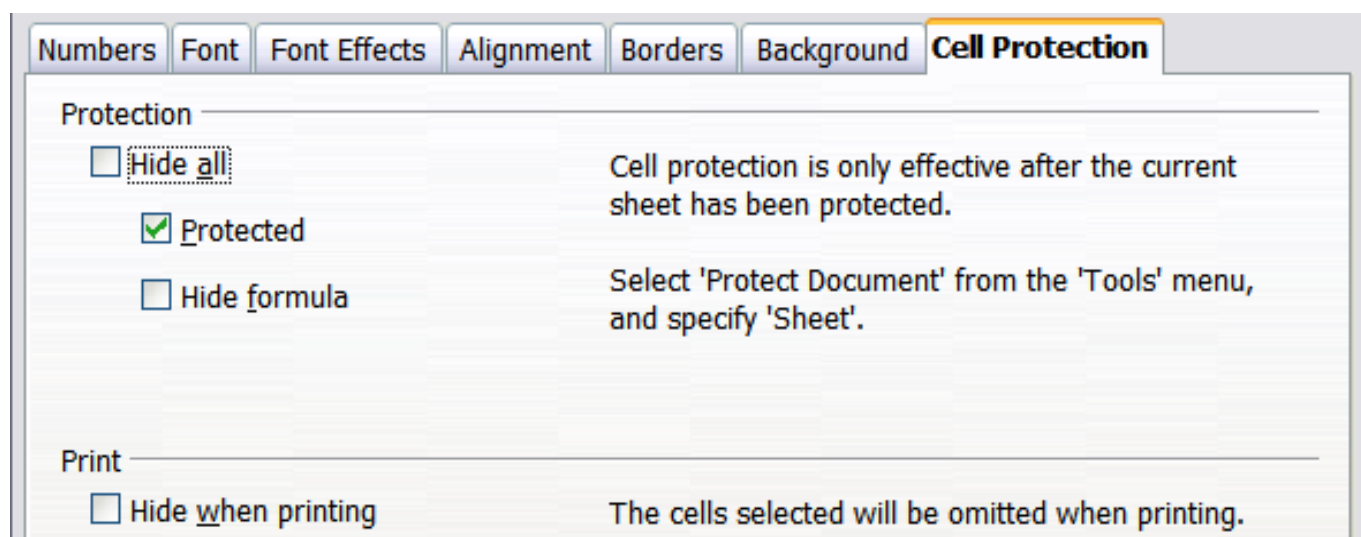 Numbers Font Font Effects Alignment Borders Background Cell Protection
Protection
Hide all
Cell protection is only effective after the current
sheet has been protected.
Protected
Hide formula
Select 'Protect Document' from the 'Tools' menu,
and specify 'Sheet'.
Print
Hide when printing
The cells selected will be omitted when printing.